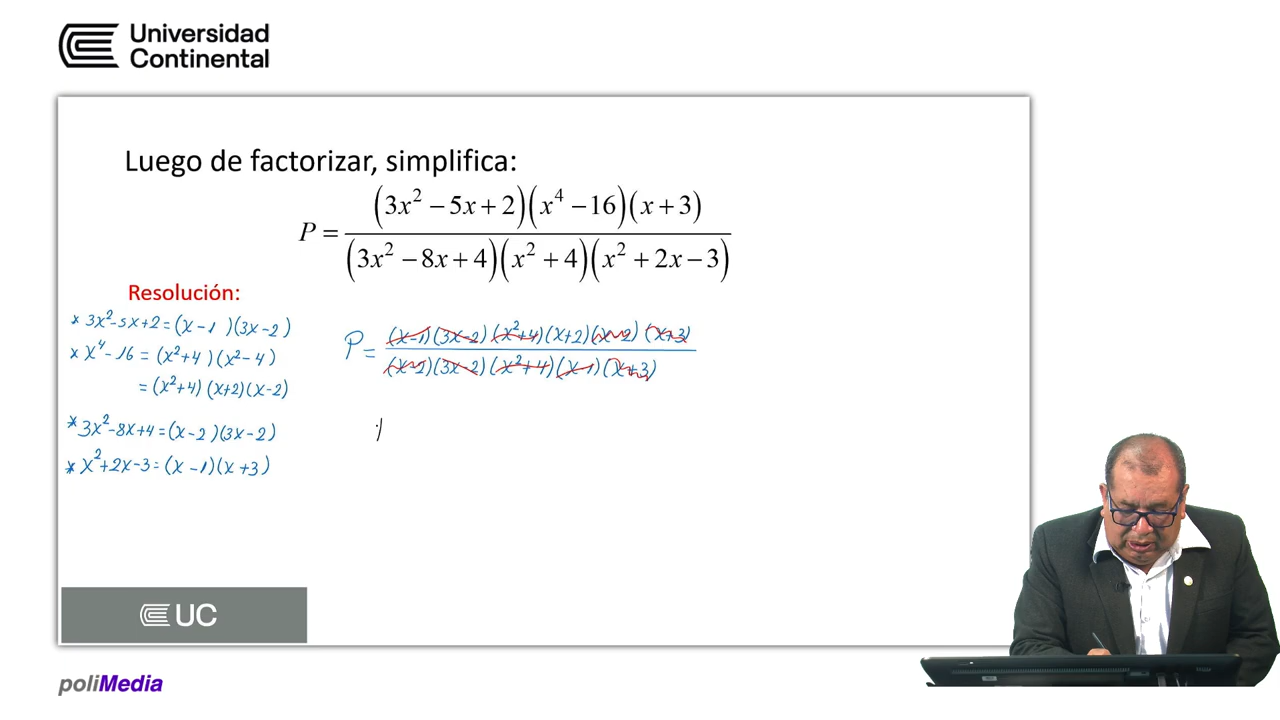 Universidad
Continental
Luego de factorizar, simplifica:
P = (3x² − 5x + 2)(x⁴ − 16)(x + 3) / (3x² − 8x + 4)(x² + 4)(x² + 2x − 3)
Resolución:
* 3x²-5x+2 = (x-1)(3x-2)
* x⁴-16 = (x²+4)(x²-4)
= (x²+4)(x+2)(x-2)
* 3x²-8x+4 = (x-2)(3x-2)
* x²+2x-3 = (x-1)(x+3)
P = (x-1)(3x-2)(x²+4)(x+2)(x-2)(x+3) / (x-2)(3x-2)(x²+4)(x-1)(x+3)
UC
poliMedia